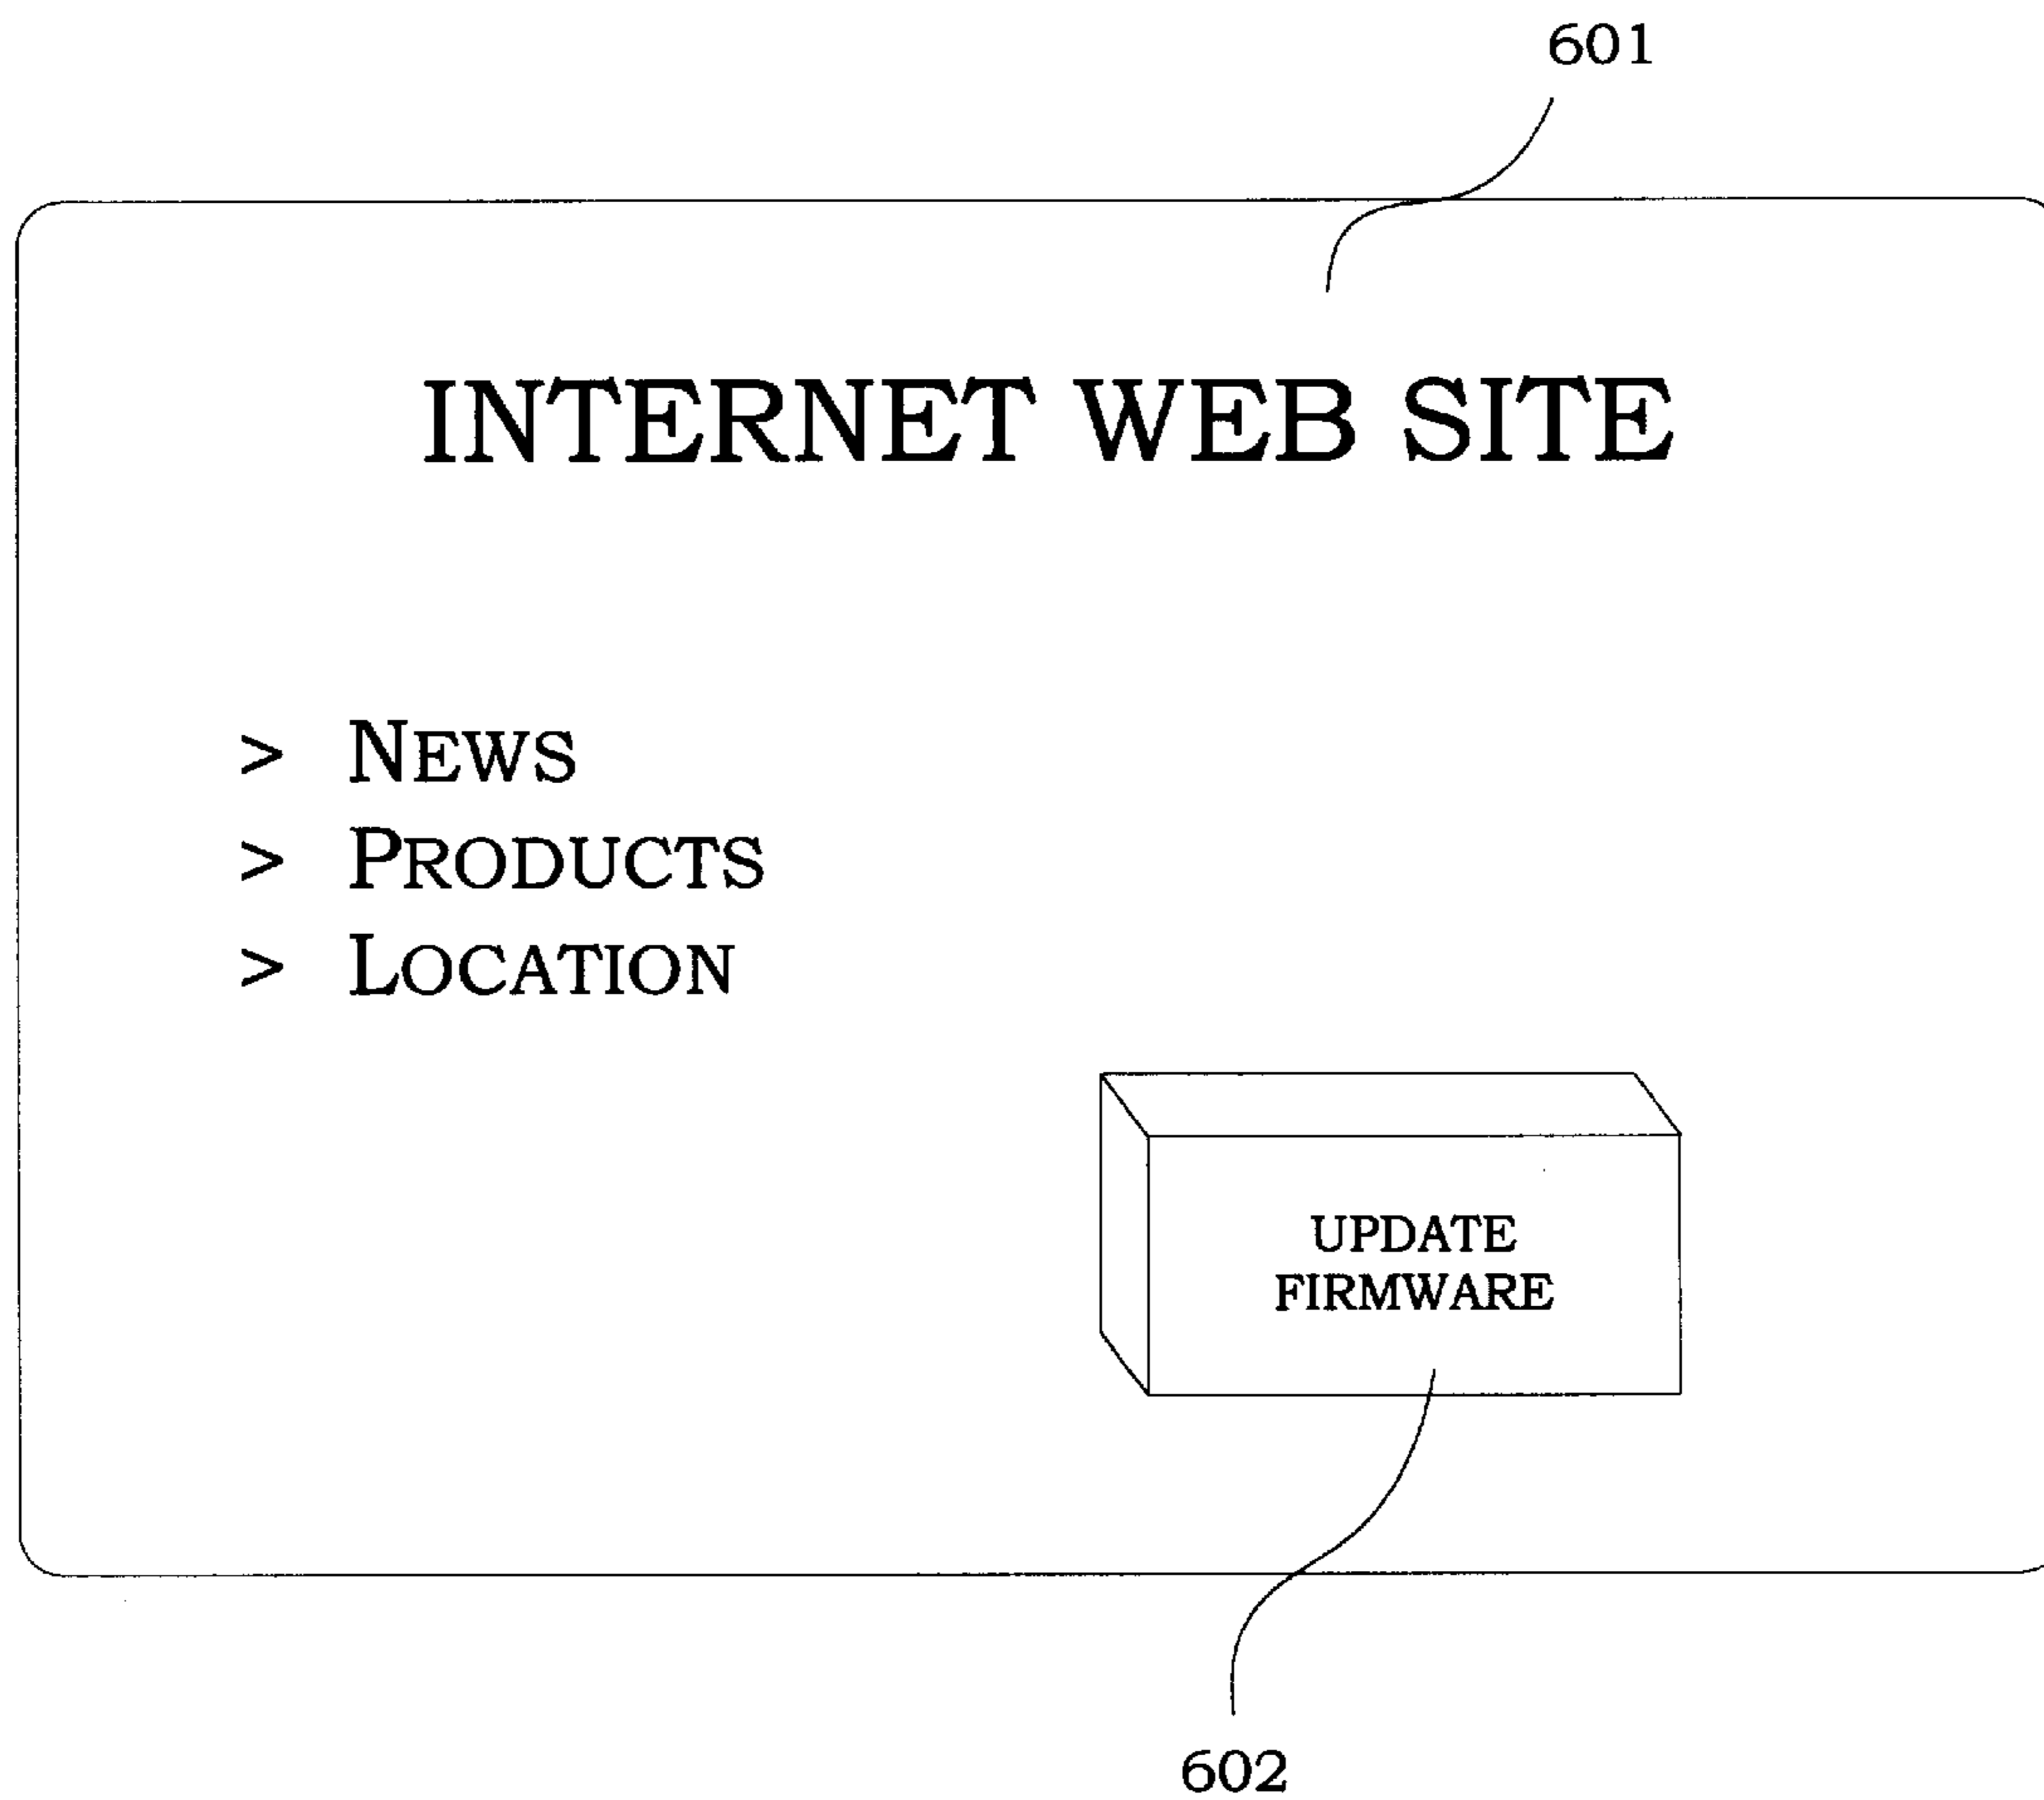 601
INTERNET WEB SITE
> NEWS
> PRODUCTS
> LOCATION
UPDATE
FIRMWARE
602